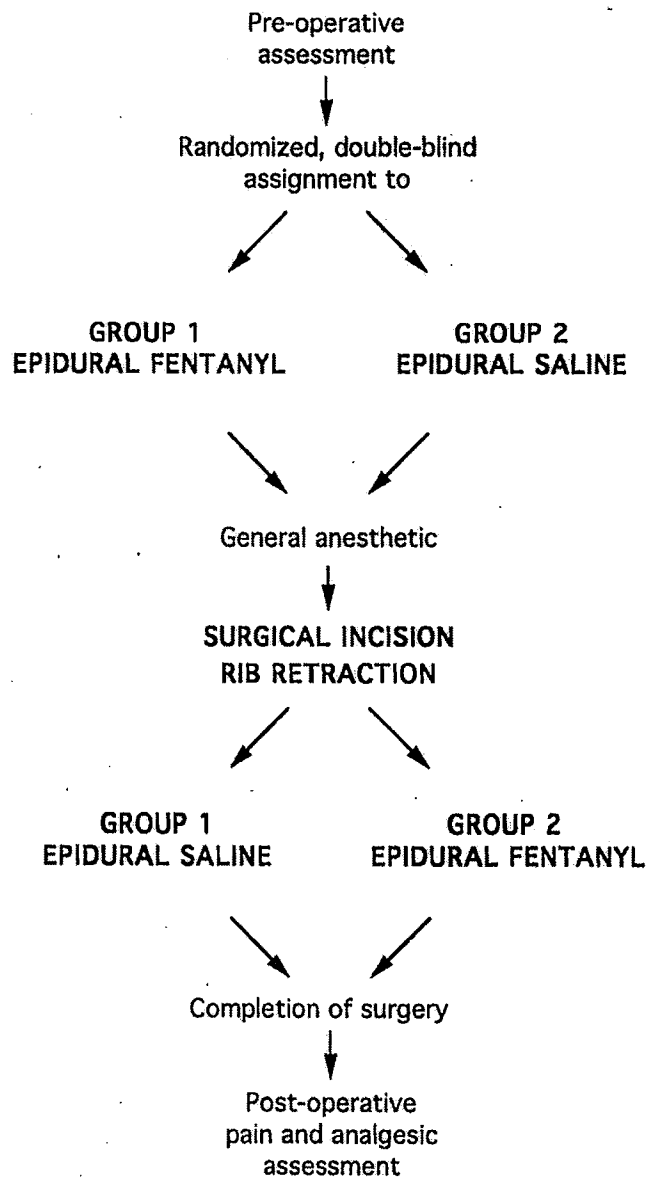 Pre-operative
assessment
Randomized, double-blind
assignment to
GROUP 1
EPIDURAL FENTANYL
GROUP 2
EPIDURAL SALINE
General anesthetic
SURGICAL INCISION
RIB RETRACTION
GROUP 1
EPIDURAL SALINE
GROUP 2
EPIDURAL FENTANYL
Completion of surgery
Post-operative
pain and analgesic
assessment